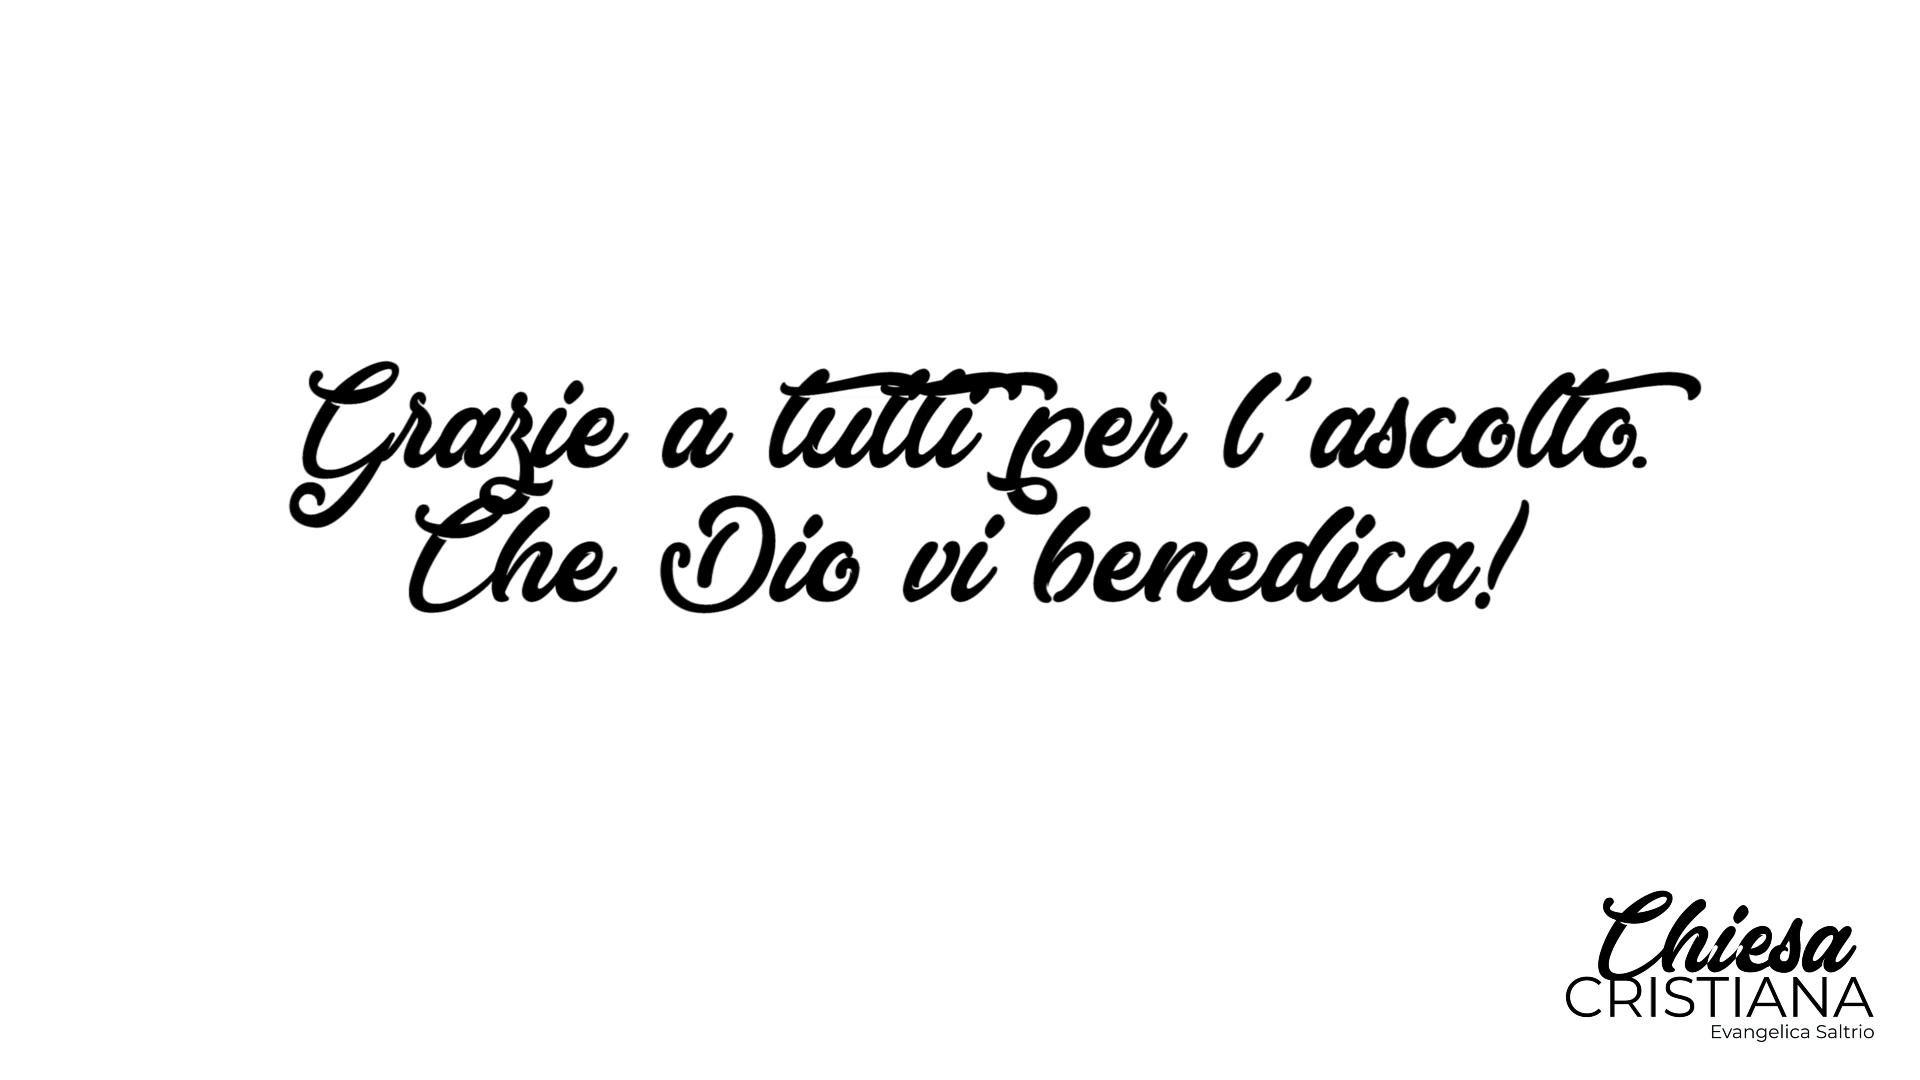 Grazie a tutti per l'ascolto.
Che Dio vi benedica!
Chiesa
CRISTIANA
Evangelica Saltrio